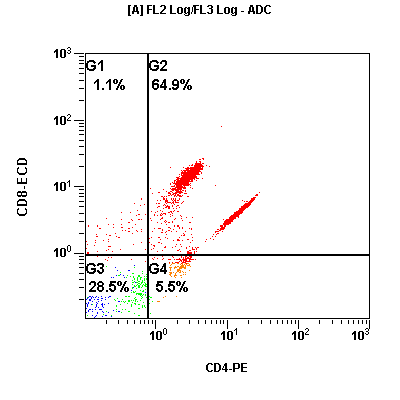 [A] FL2 Log/FL3 Log - ADC
10³
G1 G2
1.1% 64.9%
10²
CD8-ECD
10¹
10⁰
G3 G4
28.5% 5.5%
10⁰ 10¹ 10² 10³
CD4-PE